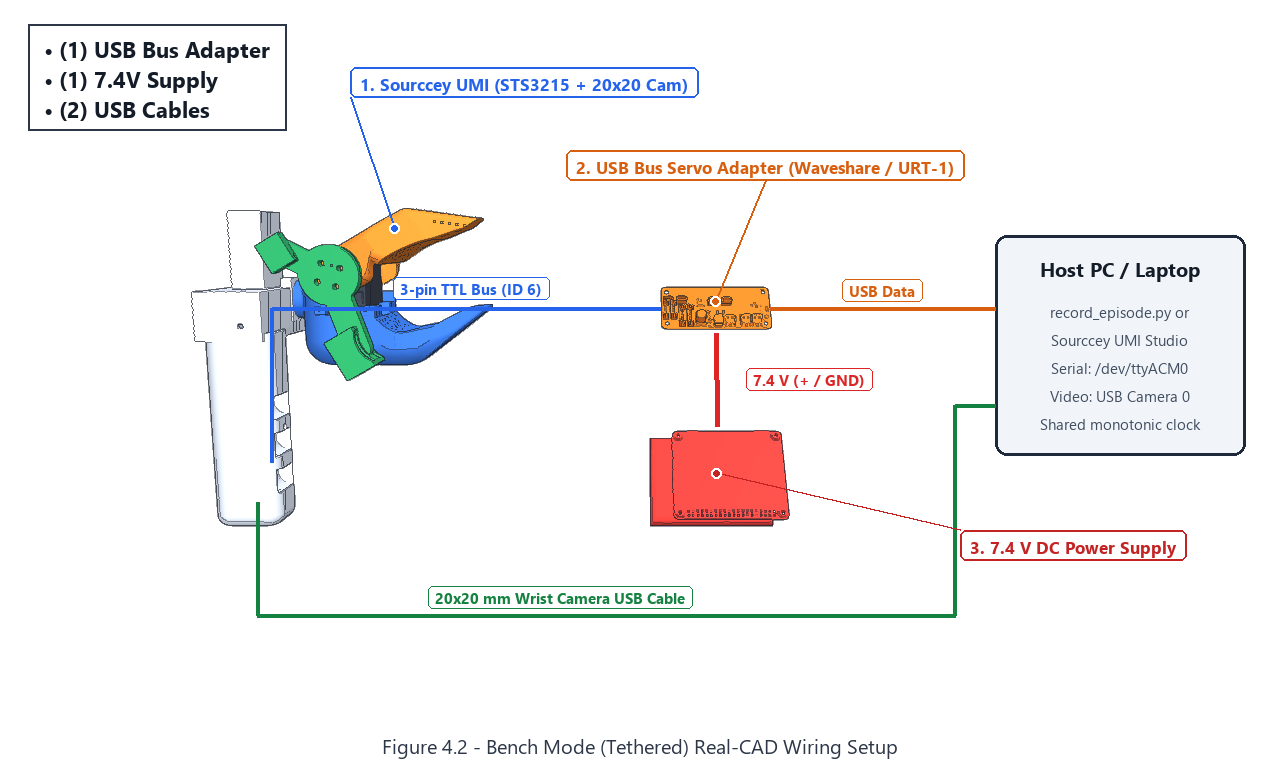 • (1) USB Bus Adapter
• (1) 7.4V Supply
• (2) USB Cables
1. Sourccey UMI (STS3215 + 20x20 Cam)
2. USB Bus Servo Adapter (Waveshare / URT-1)
3-pin TTL Bus (ID 6)
USB Data
Host PC / Laptop
record_episode.py or
Sourccey UMI Studio
Serial: /dev/ttyACM0
Video: USB Camera 0
Shared monotonic clock
7.4 V (+ / GND)
3. 7.4 V DC Power Supply
20x20 mm Wrist Camera USB Cable
Figure 4.2 - Bench Mode (Tethered) Real-CAD Wiring Setup